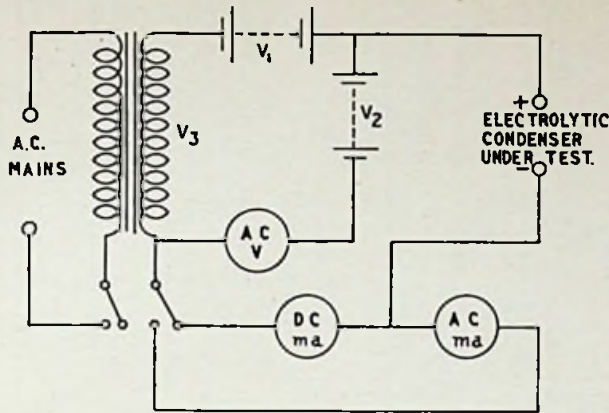 V₁
V₂
V₃
A.C.
MAINS
+
ELECTROLYTIC
CONDENSER
UNDER TEST.
-
A C
V
D C
ma
A C
ma